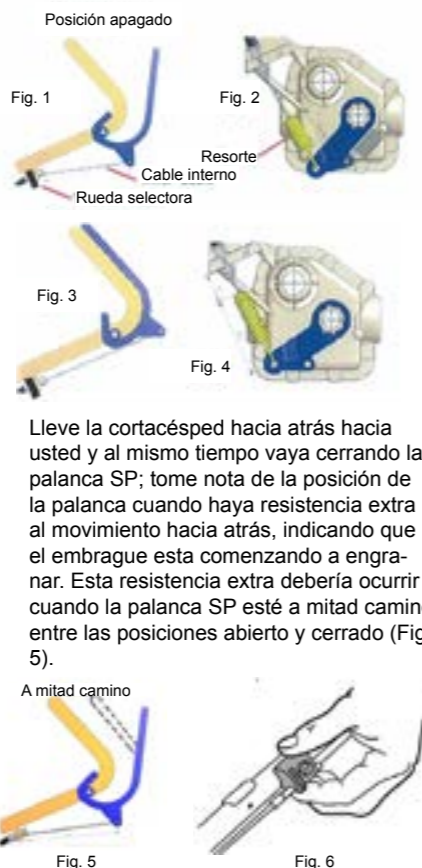 Posición apagado
Fig. 1
Fig. 2
Resorte
Cable interno
Rueda selectora
Fig. 3
Fig. 4
Lleve la cortacésped hacia atrás hacia
usted y al mismo tiempo vaya cerrando la
palanca SP; tome nota de la posición de
la palanca cuando haya resistencia extra
al movimiento hacia atrás, indicando que
el embrague esta comenzando a engra-
nar. Esta resistencia extra debería ocurrir
cuando la palanca SP esté a mitad camin
entre las posiciones abierto y cerrado (Fig
5).
A mitad camino
Fig. 5
Fig. 6